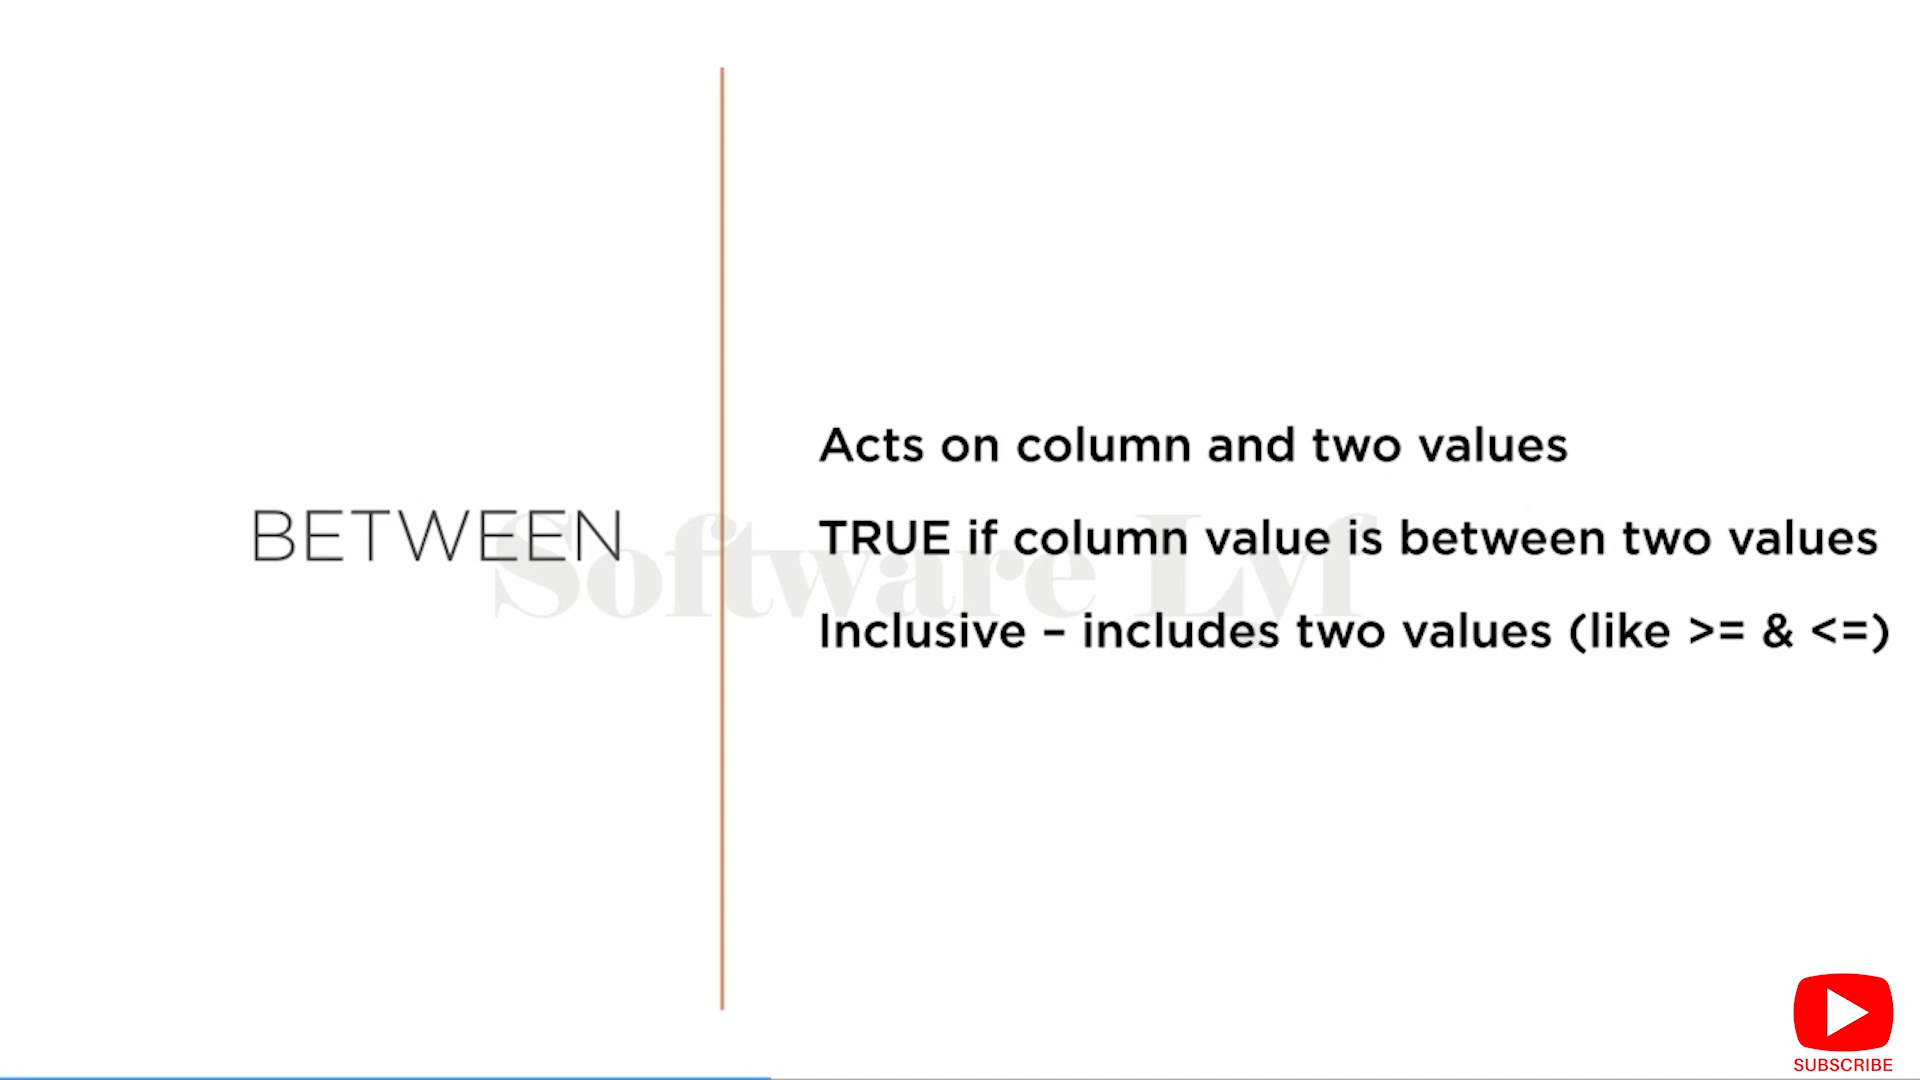 BETWEEN
Acts on column and two values
TRUE if column value is between two values
Inclusive – includes two values (like >= & <=)
Software Lyf
SUBSCRIBE